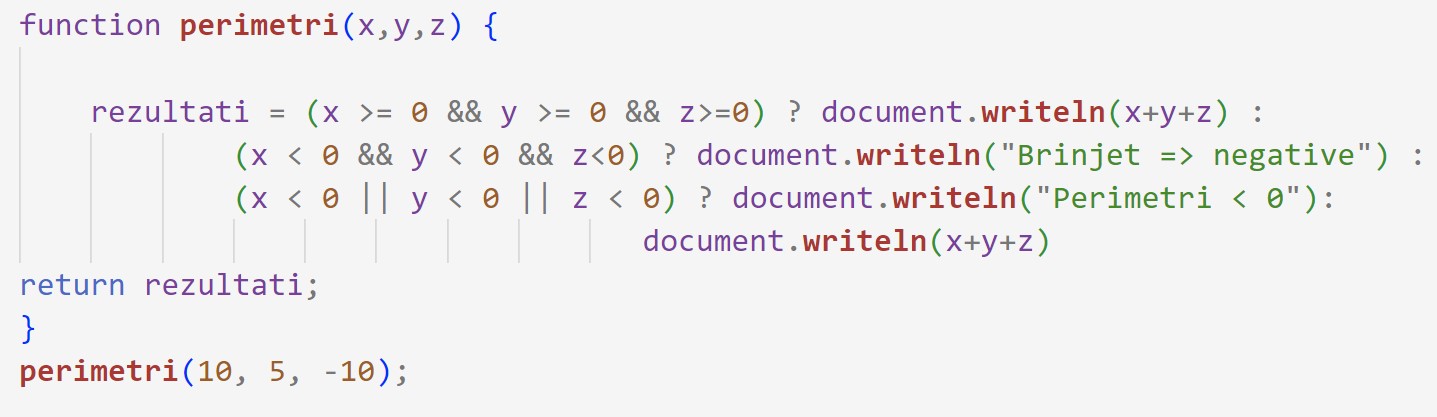 function perimetri(x,y,z) {
rezultati = (x >= 0 && y >= 0 && z>=0) ? document.writeln(x+y+z) :
(x < 0 && y < 0 && z<0) ? document.writeln("Brinjet => negative") :
(x < 0 || y < 0 || z < 0) ? document.writeln("Perimetri < 0"):
document.writeln(x+y+z)
return rezultati;
}
perimetri(10, 5, -10);